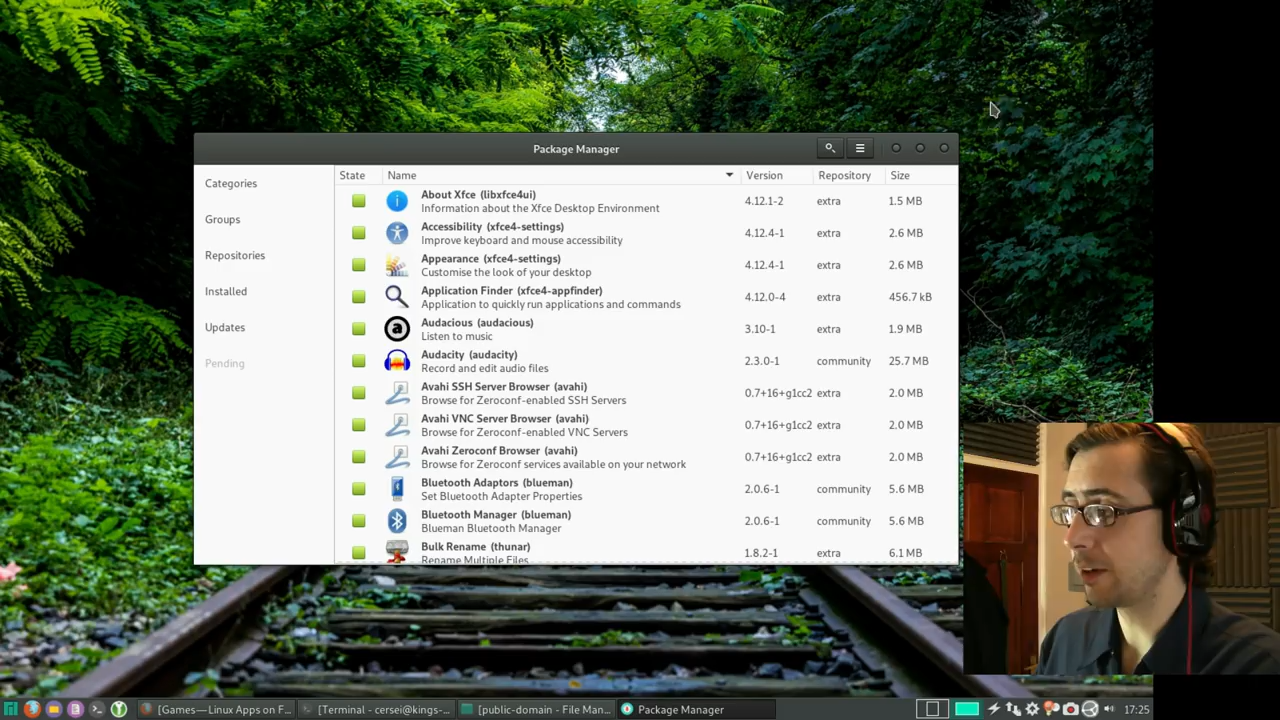 Package Manager
Categories
Groups
Repositories
Installed
Updates
Pending
State Name Version Repository Size
About Xfce (libxfce4ui)
Information about the Xfce Desktop Environment
4.12.1-2 extra 1.5 MB
Accessibility (xfce4-settings)
Improve keyboard and mouse accessibility
4.12.4-1 extra 2.6 MB
Appearance (xfce4-settings)
Customise the look of your desktop
4.12.4-1 extra 2.6 MB
Application Finder (xfce4-appfinder)
Application to quickly run applications and commands
4.12.0-4 extra 456.7 kB
Audacious (audacious)
Listen to music
3.10-1 extra 1.9 MB
Audacity (audacity)
Record and edit audio files
2.3.0-1 community 25.7 MB
Avahi SSH Server Browser (avahi)
Browse for Zeroconf-enabled SSH Servers
0.7+16+g1cc2 extra 2.0 MB
Avahi VNC Server Browser (avahi)
Browse for Zeroconf-enabled VNC Servers
0.7+16+g1cc2 extra 2.0 MB
Avahi Zeroconf Browser (avahi)
Browse for Zeroconf services available on your network
0.7+16+g1cc2 extra 2.0 MB
Bluetooth Adaptors (blueman)
Set Bluetooth Adapter Properties
2.0.6-1 community 5.6 MB
Bluetooth Manager (blueman)
Blueman Bluetooth Manager
2.0.6-1 community 5.6 MB
Bulk Rename (thunar)
Rename Multiple Files
1.8.2-1 extra 6.1 MB
[Games—Linux Apps on F... [Terminal - cersei@kings-... [public-domain - File Man... Package Manager 17:25